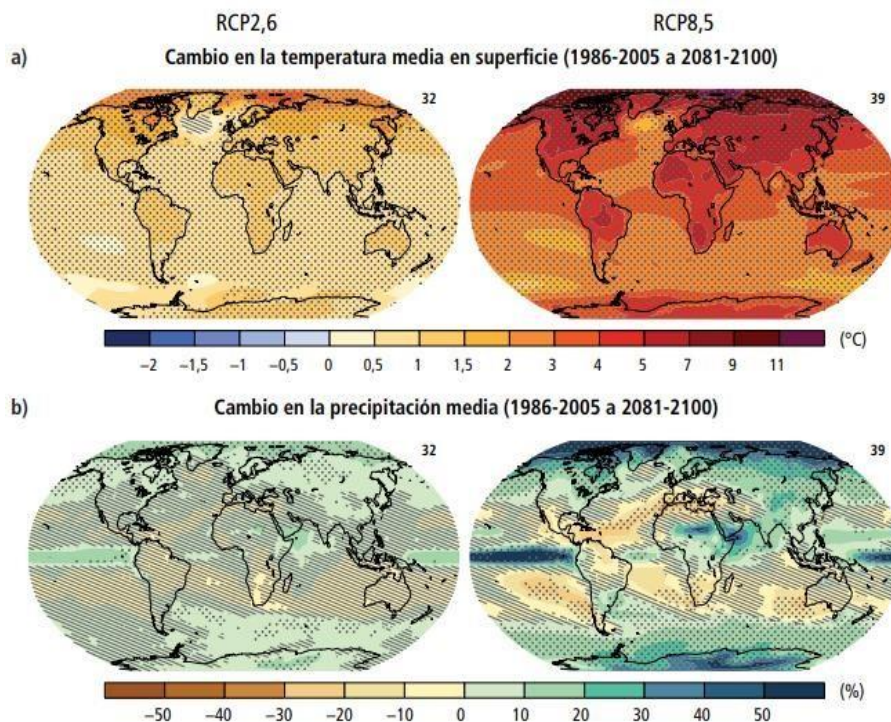 RCP2,6 RCP8,5
a) Cambio en la temperatura media en superficie (1986-2005 a 2081-2100)
32 39
(°C)
−2 −1,5 −1 −0,5 0 0,5 1 1,5 2 3 4 5 7 9 11
b) Cambio en la precipitación media (1986-2005 a 2081-2100)
32 39
(%)
−50 −40 −30 −20 −10 0 10 20 30 40 50